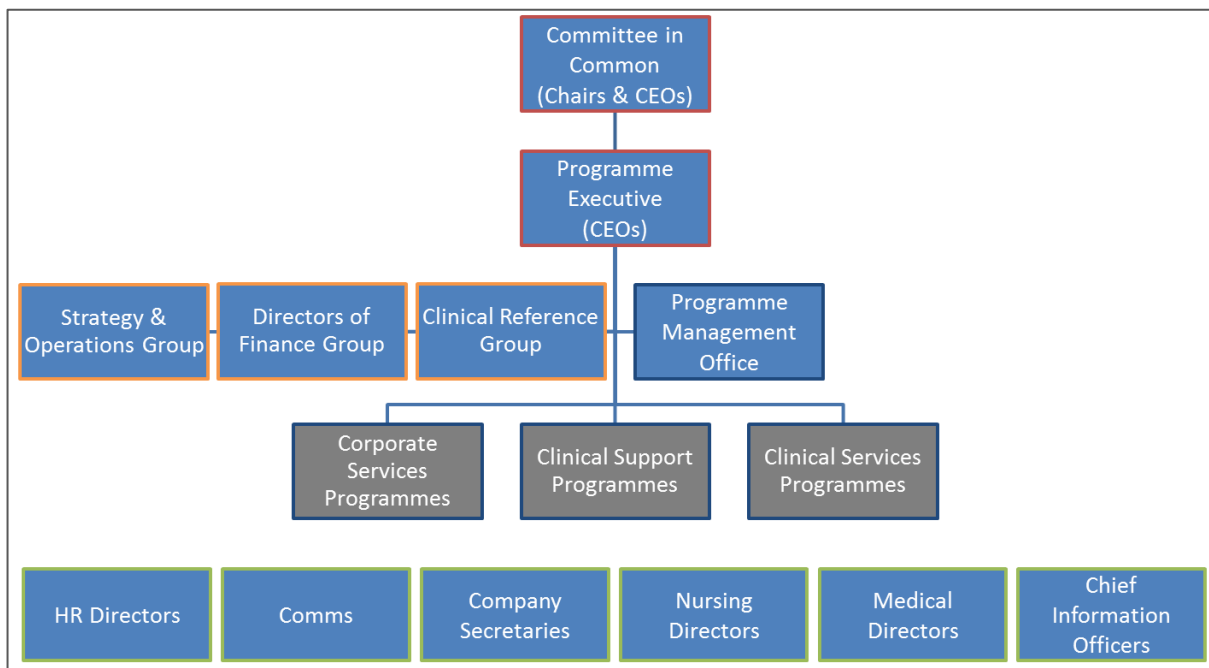 Committee in
Common
(Chairs & CEOs)
Programme
Executive
(CEOs)
Strategy &
Operations Group
Directors of
Finance Group
Clinical Reference
Group
Programme
Management
Office
Corporate
Services
Programmes
Clinical Support
Programmes
Clinical Services
Programmes
HR Directors
Comms
Company
Secretaries
Nursing
Directors
Medical
Directors
Chief
Information
Officers